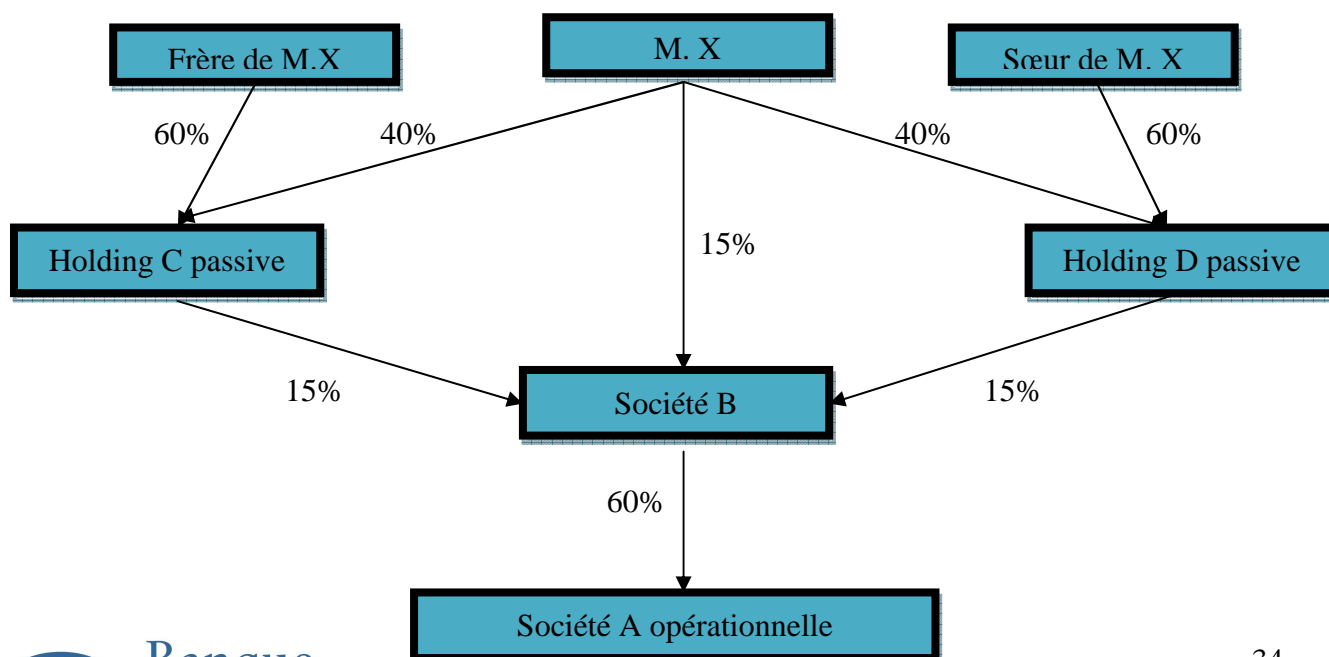 Frère de M.X
M. X
Sœur de M. X
60%
40%
40%
60%
Holding C passive
15%
Holding D passive
15%
Société B
15%
60%
Société A opérationnelle
34